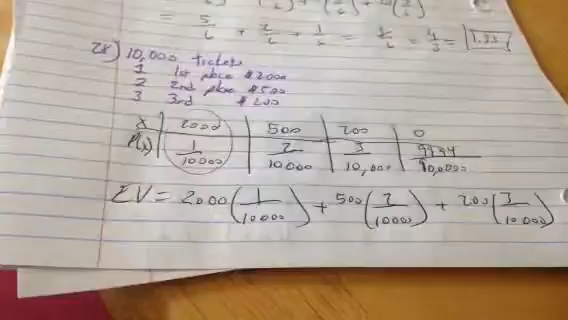 = 5/6 + 2/6 + 1/6 = 8/6 = 4/3 = 1.33
28) 10,000 tickets
1 1st place $2000
2 2nd place $500
3 3rd $200
x | 2000 | 500 | 200 | 0
P(x) | 1/10000 | 2/10000 | 3/10,000 | 9994/10,000
EV = 2000(1/10000) + 500(2/10000) + 200(3/10000)